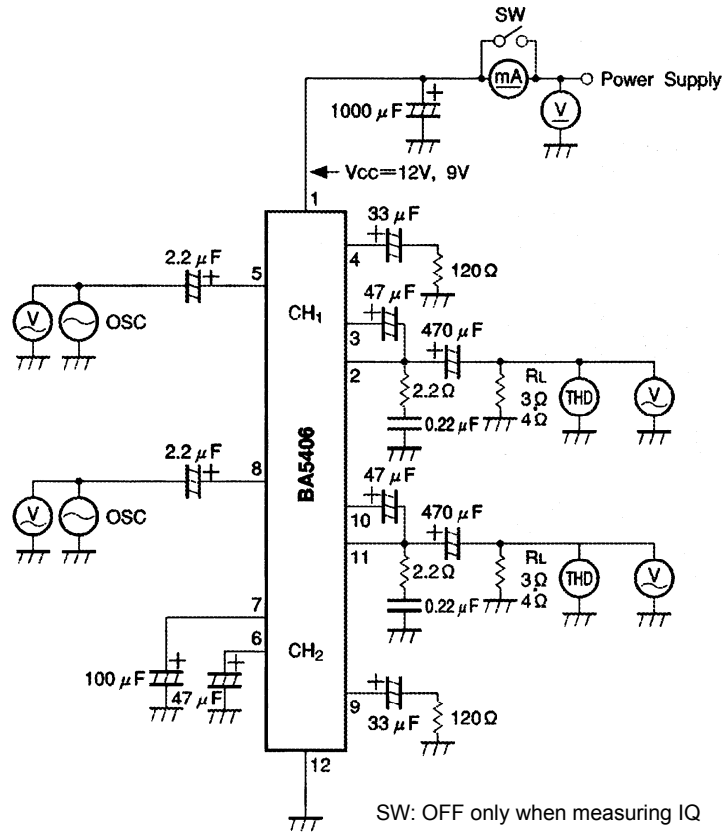 SW
mA
Power Supply
+
1000 μF
V
Vcc=12V, 9V
1
33 μF
+
4
120Ω
2.2 μF
+
5
V
OSC
CH1
47 μF
+
3
470 μF
+
2
2.2Ω
0.22 μF
RL
3Ω
4Ω
THD
V
BA5406
2.2 μF
+
8
V
OSC
47 μF
+
10
470 μF
+
11
2.2Ω
0.22 μF
RL
3Ω
4Ω
THD
V
7
6
CH2
+
100 μF
+
47 μF
9
+
33 μF
120Ω
12
SW: OFF only when measuring IQ